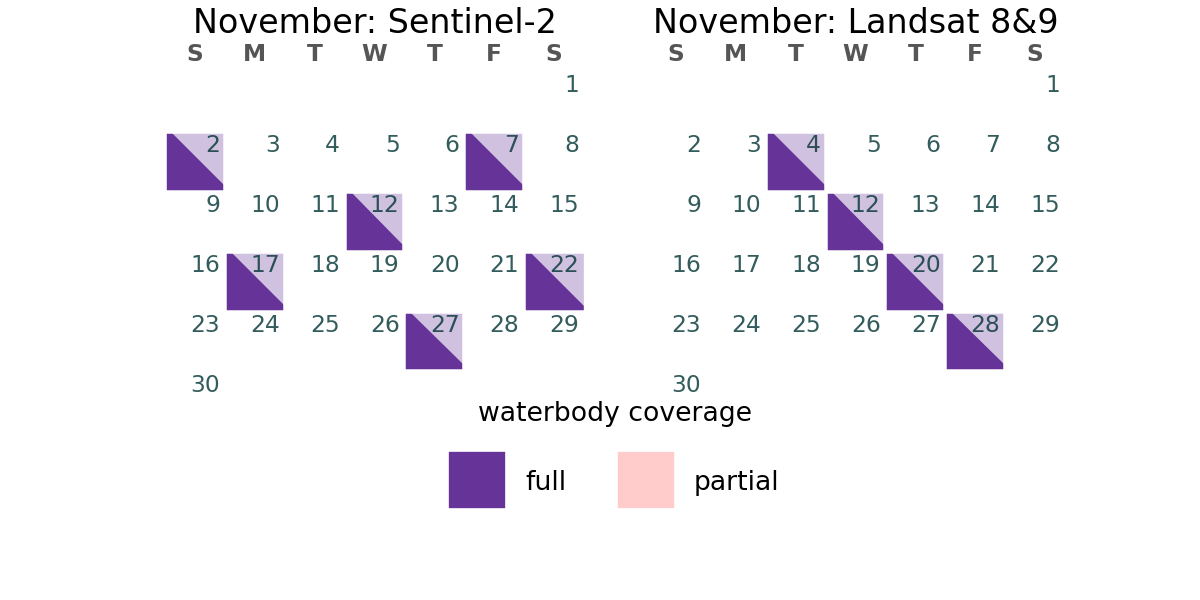 November: Sentinel-2
S M T W T F S
1
2 3 4 5 6 7 8
9 10 11 12 13 14 15
16 17 18 19 20 21 22
23 24 25 26 27 28 29
30
November: Landsat 8&9
S M T W T F S
1
2 3 4 5 6 7 8
9 10 11 12 13 14 15
16 17 18 19 20 21 22
23 24 25 26 27 28 29
30
waterbody coverage
full
partial